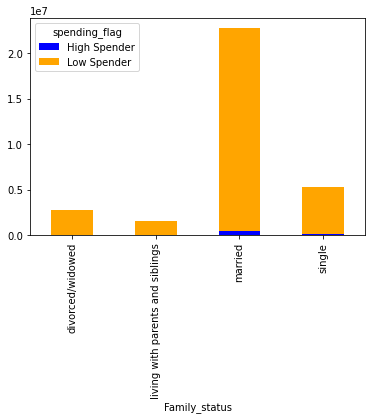 1e7
spending_flag
High Spender
Low Spender
2.0
1.5
1.0
0.5
0.0
divorced/widowed
living with parents and siblings
married
single
Family_status